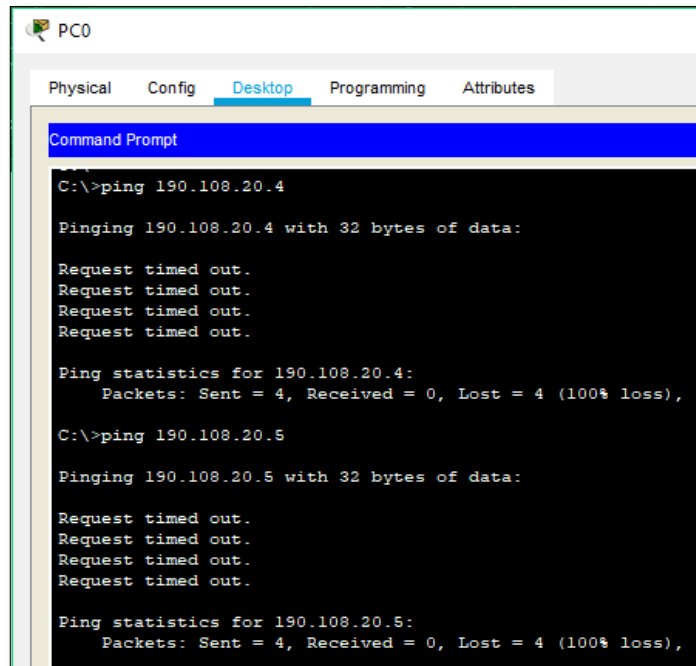 PC0
Physical Config Desktop Programming Attributes
Command Prompt
C:\>ping 190.108.20.4
Pinging 190.108.20.4 with 32 bytes of data:
Request timed out.
Request timed out.
Request timed out.
Request timed out.
Ping statistics for 190.108.20.4:
Packets: Sent = 4, Received = 0, Lost = 4 (100% loss),
C:\>ping 190.108.20.5
Pinging 190.108.20.5 with 32 bytes of data:
Request timed out.
Request timed out.
Request timed out.
Request timed out.
Ping statistics for 190.108.20.5:
Packets: Sent = 4, Received = 0, Lost = 4 (100% loss),